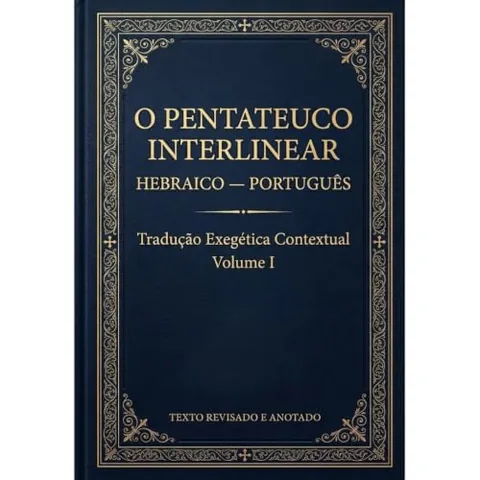 O PENTATEUCO
INTERLINEAR
HEBRAICO — PORTUGUÊS
Tradução Exegética Contextual
Volume I
TEXTO REVISADO E ANOTADO